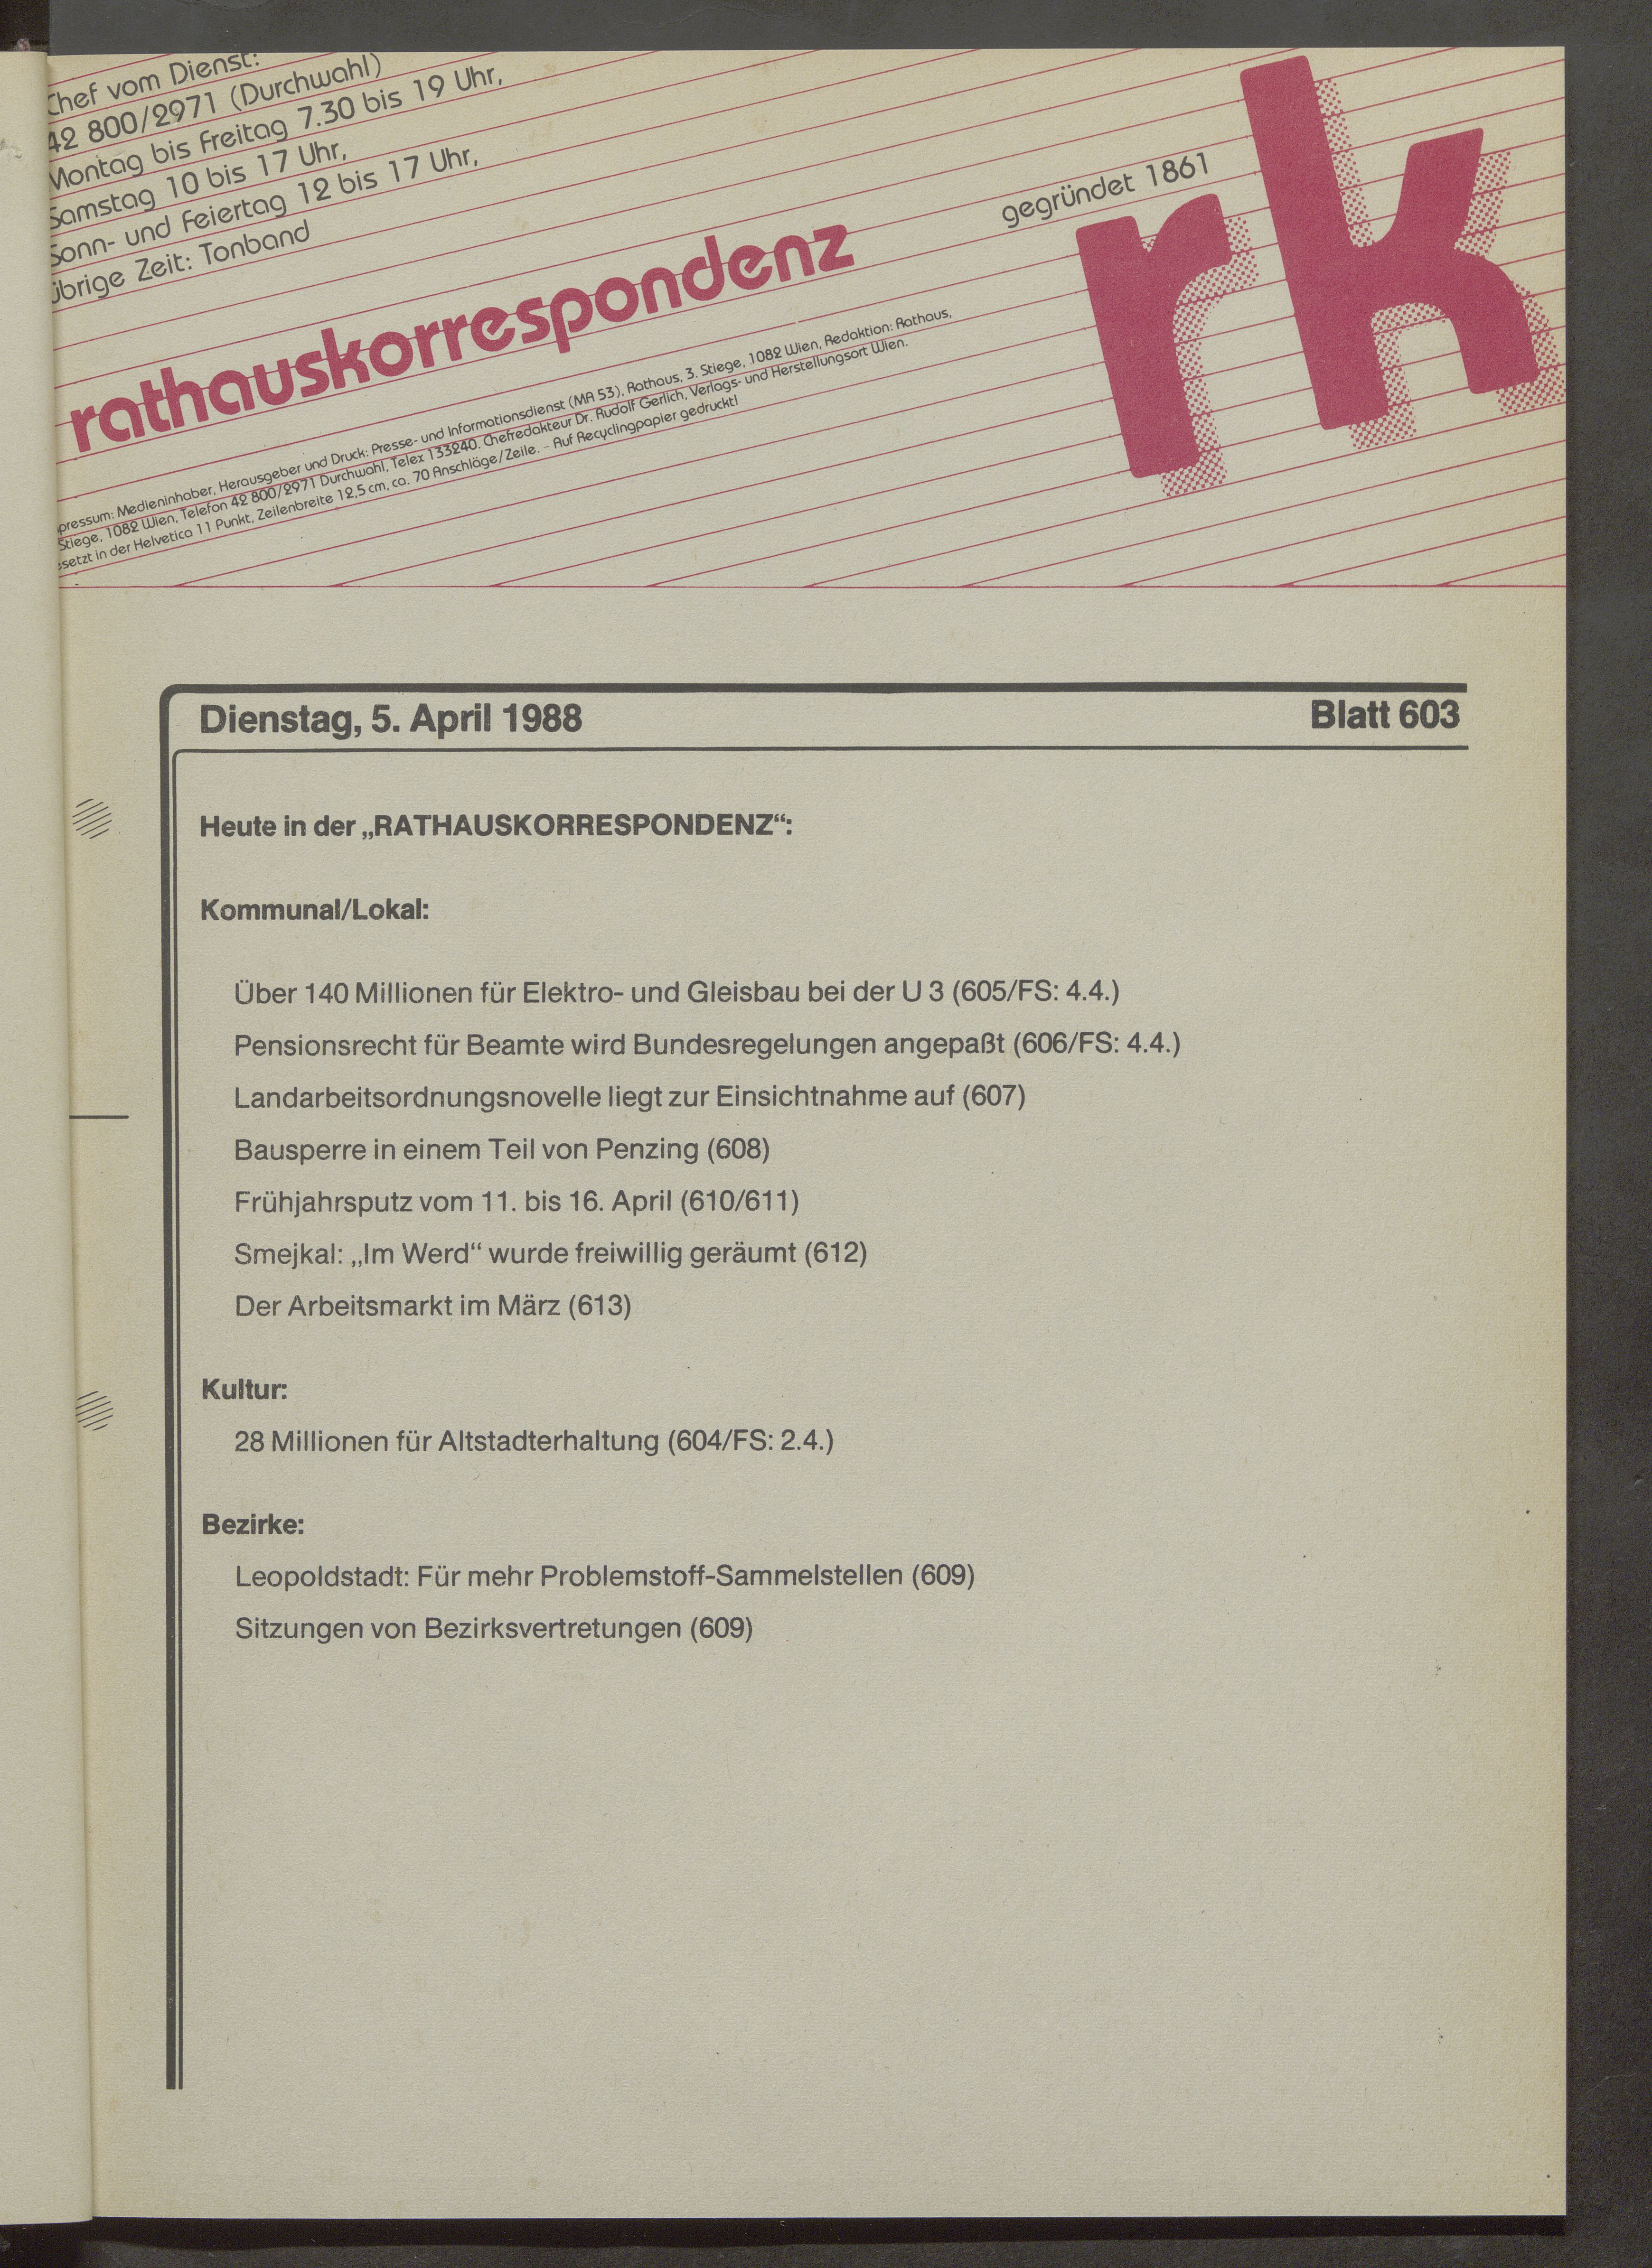 Chef vom Dienst:
42 800/2971 (Durchwahl)
Montag bis Freitag 7.30 bis 19 Uhr,
Samstag 10 bis 17 Uhr,
Sonn- und Feiertag 12 bis 17 Uhr,
übrige Zeit: Tonband
gegründet 1861
rk
rathauskorrespondenz
pressum: Medieninhaber, Herausgeber und Druck: Presse- und Informationsdienst (MA 53), Rathaus, 3. Stiege, 1082 Wien, Redaktion: Rathaus,
Stiege, 1082 Wien, Telefon 42 800/2971 Durchwahl, Telex 133240. Chefredakteur Dr. Rudolf Gerlich, Verlags- und Herstellungsort Wien.
esetzt in der Helvetica 11 Punkt, Zeilenbreite 12,5 cm, ca. 70 Anschläge/Zeile. – Auf Recyclingpapier gedruckt!
Dienstag, 5. April 1988 Blatt 603
Heute in der „RATHAUSKORRESPONDENZ“:
Kommunal/Lokal:
Über 140 Millionen für Elektro- und Gleisbau bei der U 3 (605/FS: 4.4.)
Pensionsrecht für Beamte wird Bundesregelungen angepaßt (606/FS: 4.4.)
Landarbeitsordnungsnovelle liegt zur Einsichtnahme auf (607)
Bausperre in einem Teil von Penzing (608)
Frühjahrsputz vom 11. bis 16. April (610/611)
Smejkal: „Im Werd“ wurde freiwillig geräumt (612)
Der Arbeitsmarkt im März (613)
Kultur:
28 Millionen für Altstadterhaltung (604/FS: 2.4.)
Bezirke:
Leopoldstadt: Für mehr Problemstoff-Sammelstellen (609)
Sitzungen von Bezirksvertretungen (609)